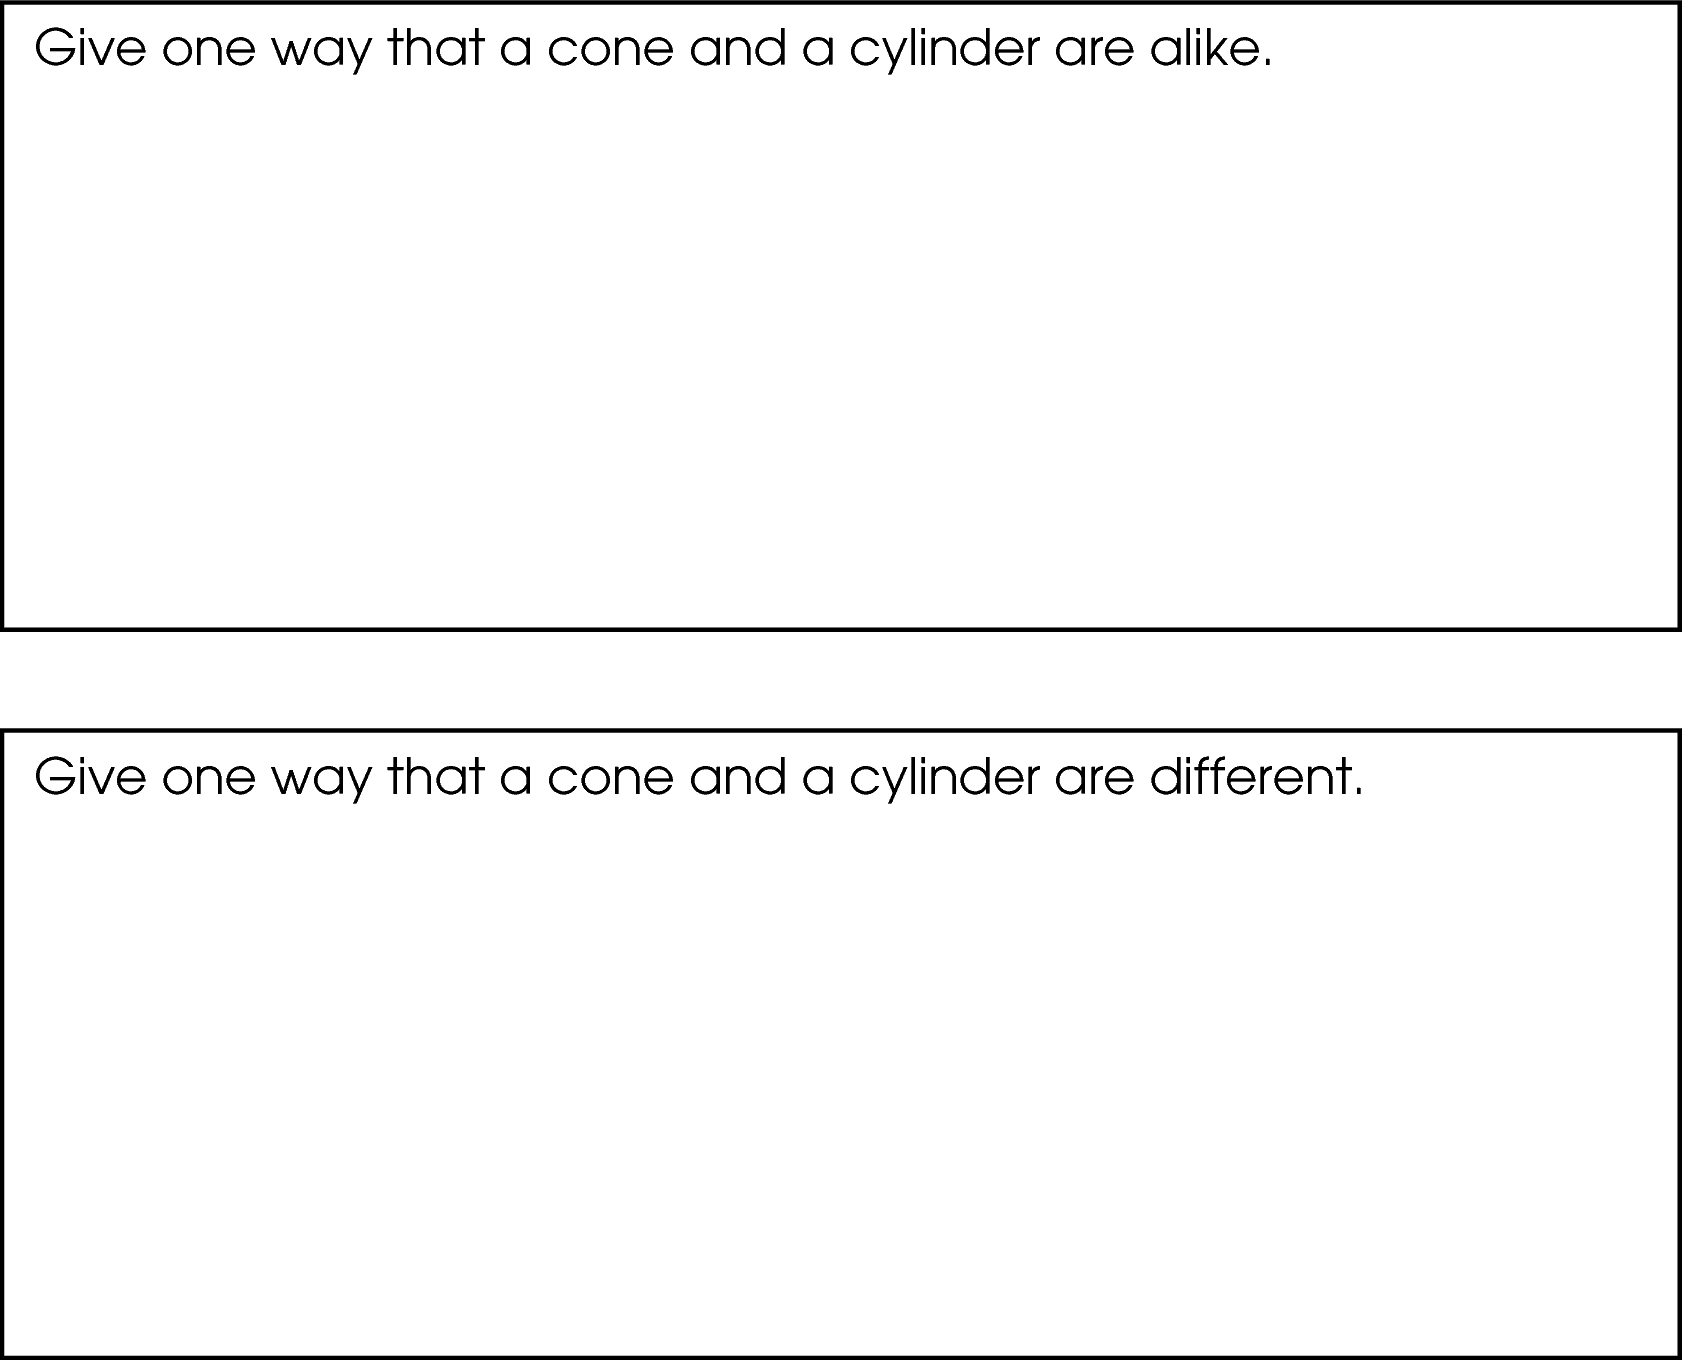 Give one way that a cone and a cylinder are alike.
Give one way that a cone and a cylinder are different.